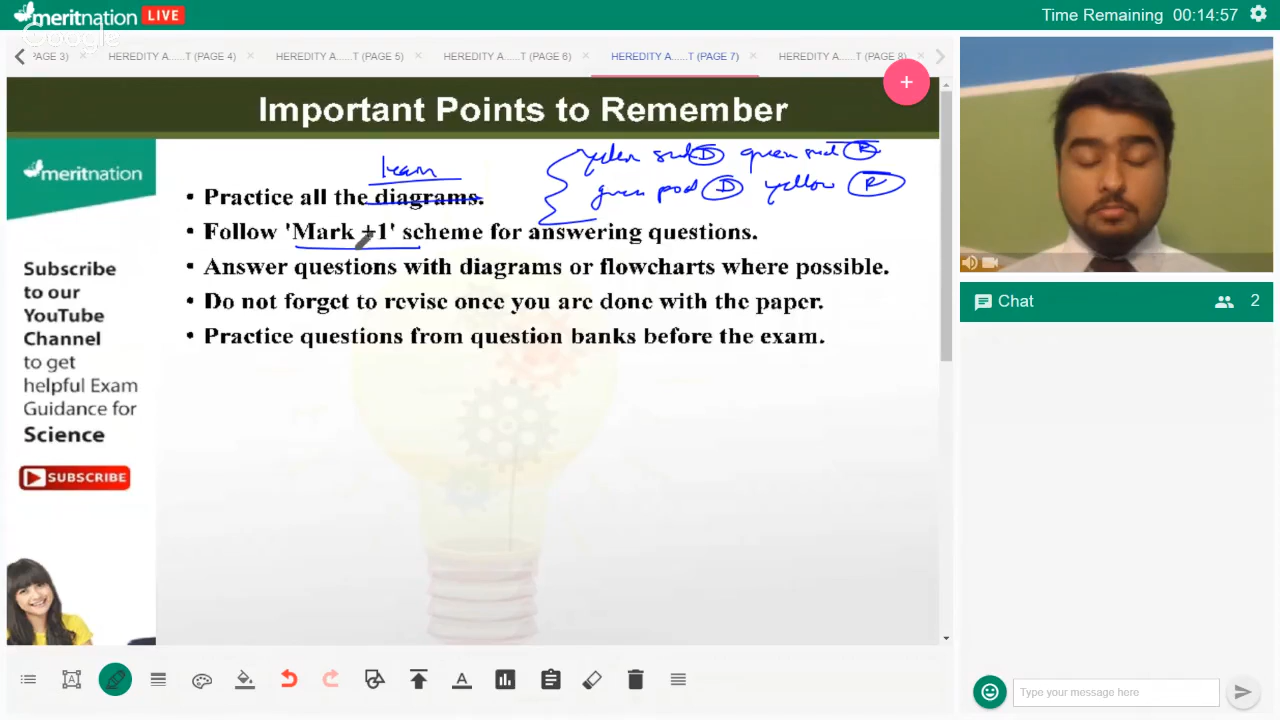 meritnation LIVE
Google
Time Remaining 00:14:57
PAGE 3)
HEREDITY A......T (PAGE 4)
HEREDITY A......T (PAGE 5)
HEREDITY A......T (PAGE 6)
HEREDITY A......T (PAGE 7)
HEREDITY A......T (PAGE 8)
Important Points to Remember
meritnation
learn
green pod D yellow R
• Practice all the diagrams.
• Follow 'Mark +1' scheme for answering questions.
• Answer questions with diagrams or flowcharts where possible.
• Do not forget to revise once you are done with the paper.
• Practice questions from question banks before the exam.
Subscribe
to our
YouTube
Channel
to get
helpful Exam
Guidance for
Science
SUBSCRIBE
Chat
2
Type your message here